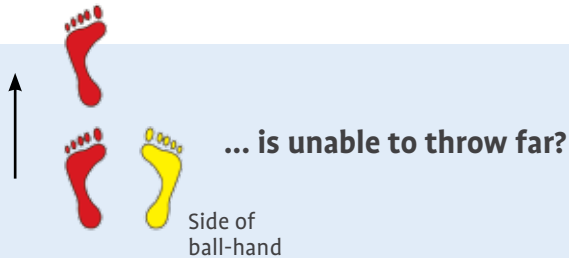 ... is unable to throw far?
Side of
ball-hand